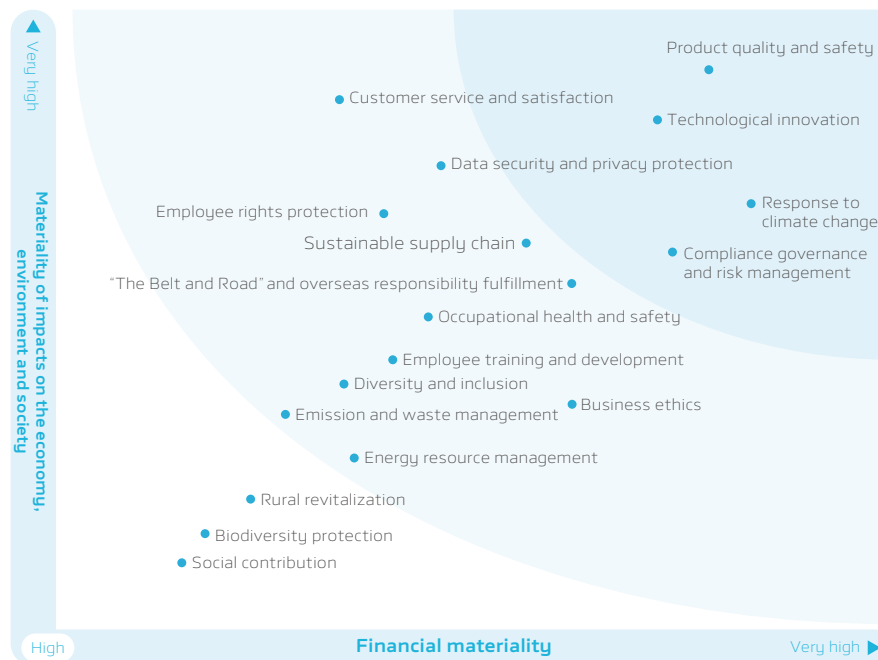 Very high
Materiality of impacts on the economy,
environment and society
Product quality and safety
Customer service and satisfaction
Technological innovation
Data security and privacy protection
Response to
climate change
Employee rights protection
Sustainable supply chain
Compliance governance
and risk management
“The Belt and Road” and overseas responsibility fulfillment
Occupational health and safety
Employee training and development
Diversity and inclusion
Business ethics
Emission and waste management
Energy resource management
Rural revitalization
Biodiversity protection
Social contribution
High
Financial materiality
Very high